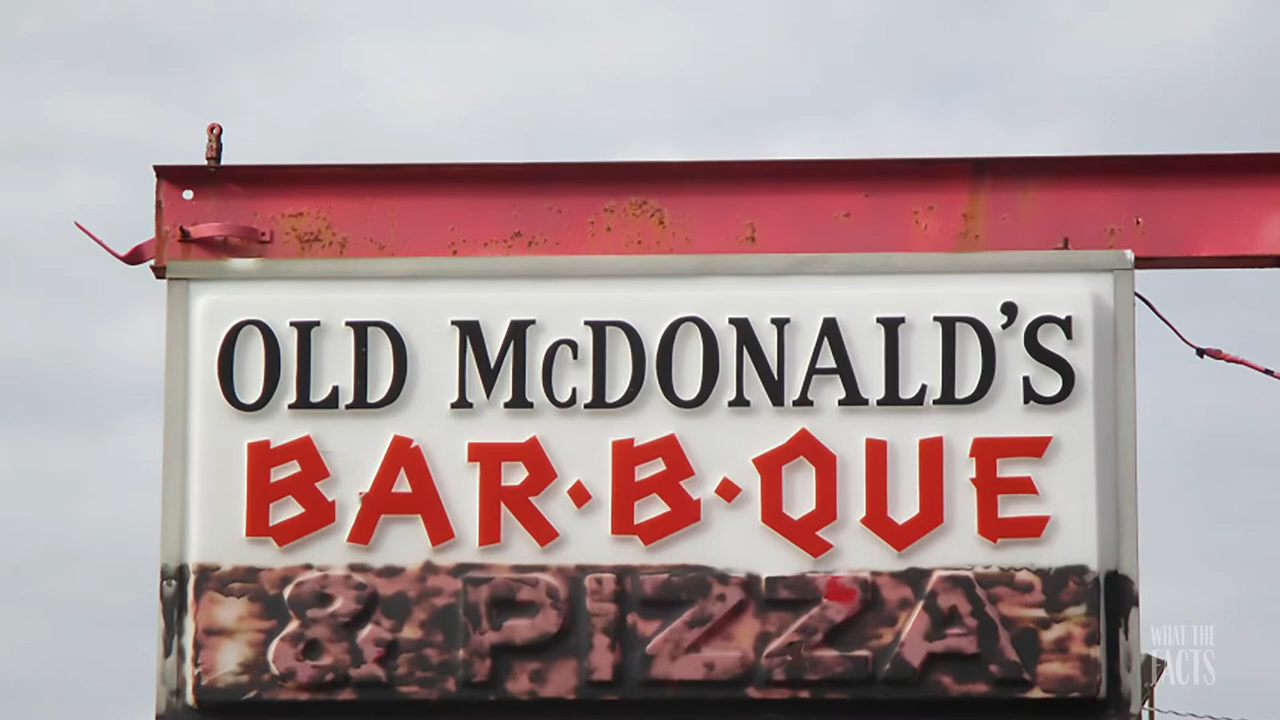 OLD McDONALD'S
BAR·B·QUE
& PIZZA
WHAT THE
FACTS